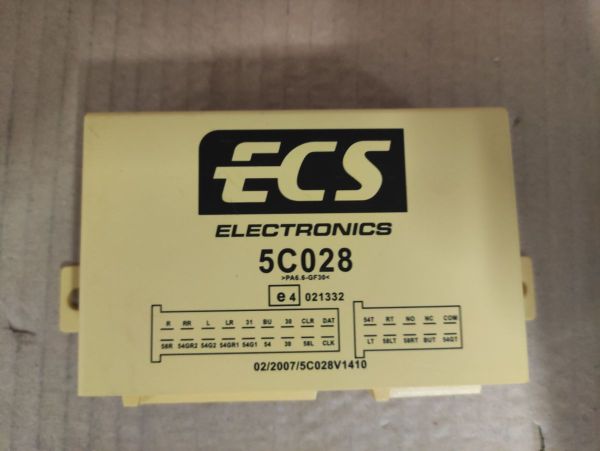 ECS
ELECTRONICS
5C028
>PA6.6-GF30<
e4 021332
R RR L LR 31 BU 30 CLR DAT
58R 54GR2 54G2 54GR1 54G1 54 30 58L CLK
54T RT NO NC COM
LT 58LT 58RT BUT 54GT
02/2007/5C028V1410